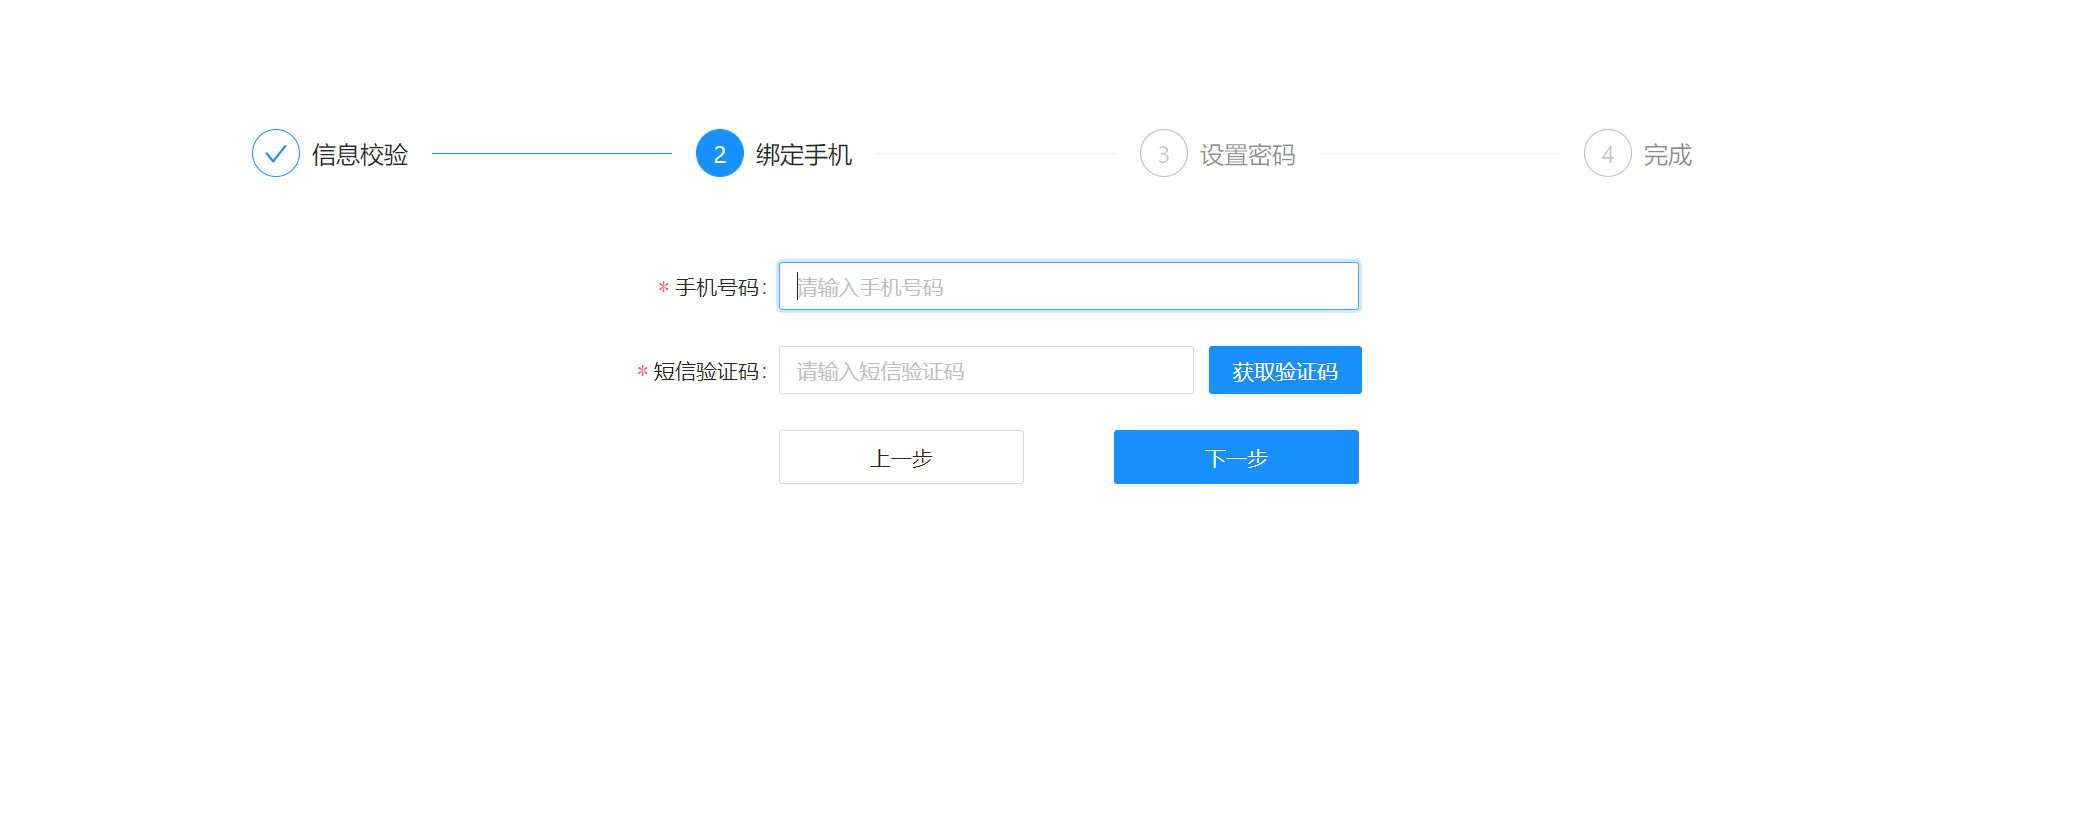 信息校验 2 绑定手机 3 设置密码 4 完成
* 手机号码: 请输入手机号码
* 短信验证码: 请输入短信验证码 获取验证码
上一步 下一步